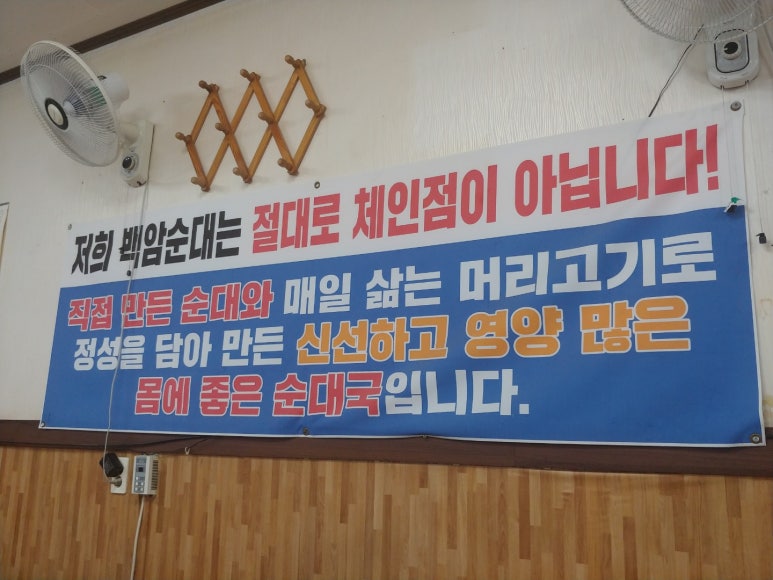 저희 백암순대는 절대로 체인점이 아닙니다!
직접 만든 순대와 매일 삶는 머리고기로
정성을 담아 만든 신선하고 영양 많은
몸에 좋은 순대국입니다.